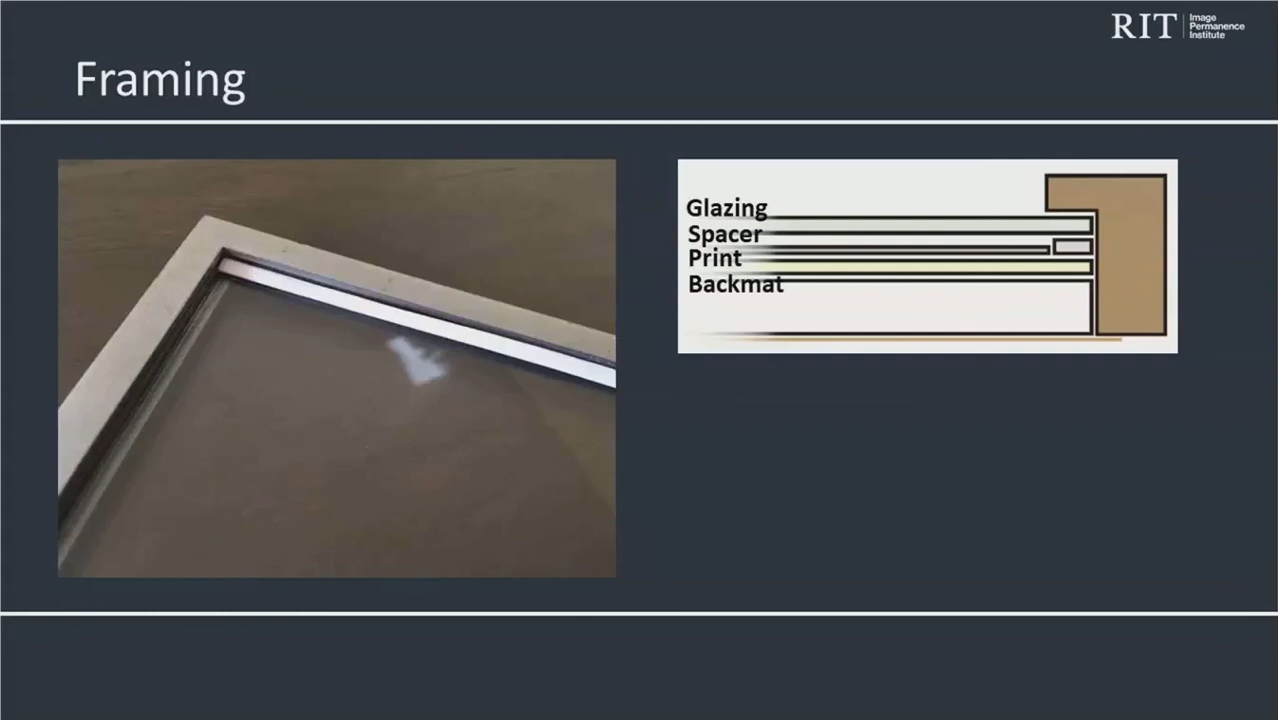 RIT
Image
Permanence
Institute
Framing
Glazing
Spacer
Print
Backmat